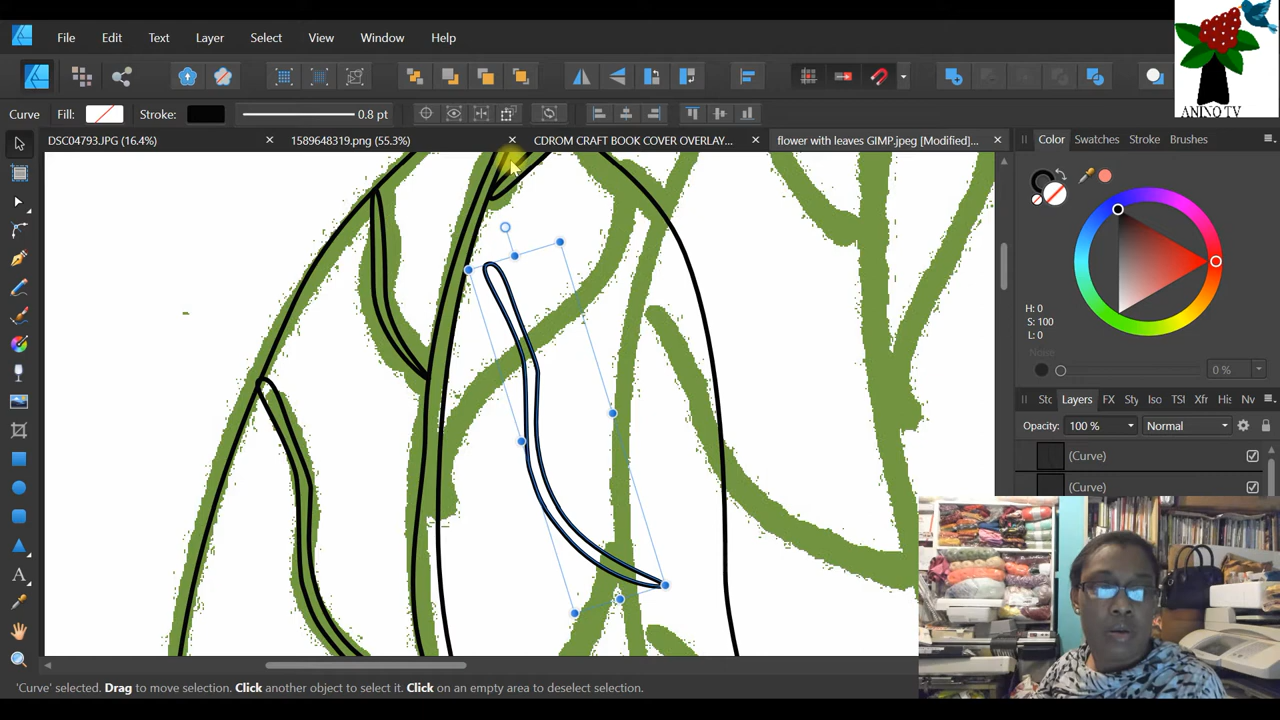 File Edit Text Layer Select View Window Help
ANINO TV
Curve Fill: Stroke: 0.8 pt
DSC04793.JPG (16.4%) 1589648319.png (55.3%) CDROM CRAFT BOOK COVER OVERLAY... flower with leaves GIMP.jpeg [Modified]...
Color Swatches Stroke Brushes
H: 0
S: 100
L: 0
None
0 %
Stc Layers FX Sty Iso TSI Xfr His Nv
Opacity: 100 % Normal
(Curve)
(Curve)
'Curve' selected. Drag to move selection. Click another object to select it. Click on an empty area to deselect selection.